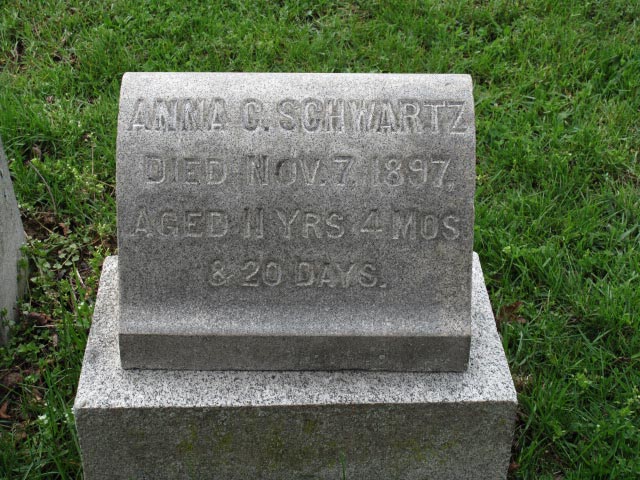 ANNA C. SCHWARTZ
DIED NOV. 7, 1897.
AGED 11 YRS 4 MOS
& 20 DAYS.